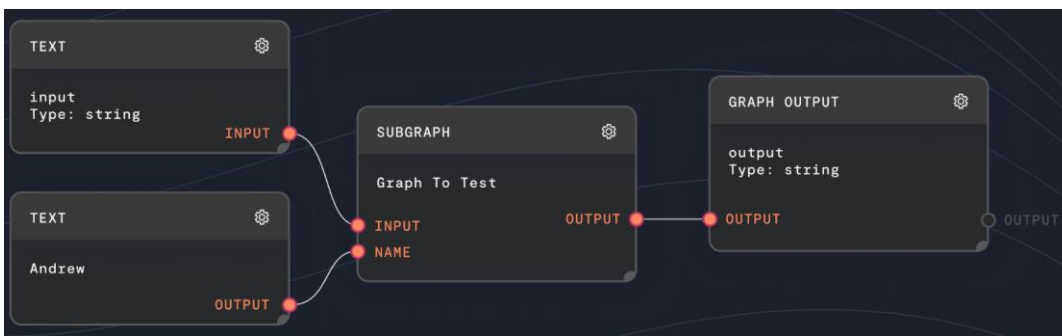 TEXT
input
Type: string
INPUT
TEXT
Andrew
OUTPUT
SUBGRAPH
Graph To Test
INPUT
OUTPUT
NAME
GRAPH OUTPUT
output
Type: string
OUTPUT
OUTPUT